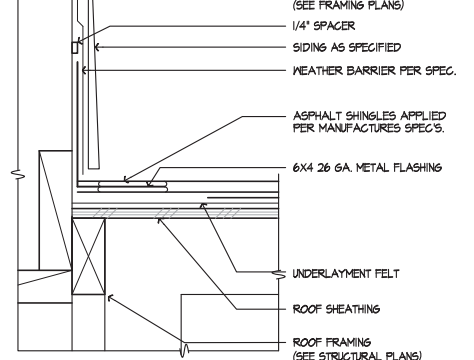 (SEE FRAMING PLANS)
1/4" SPACER
SIDING AS SPECIFIED
WEATHER BARRIER PER SPEC.
ASPHALT SHINGLES APPLIED
PER MANUFACTURES SPEC'S.
6X4 26 GA. METAL FLASHING
UNDERLAYMENT FELT
ROOF SHEATHING
ROOF FRAMING
(SEE STRUCTURAL PLANS)